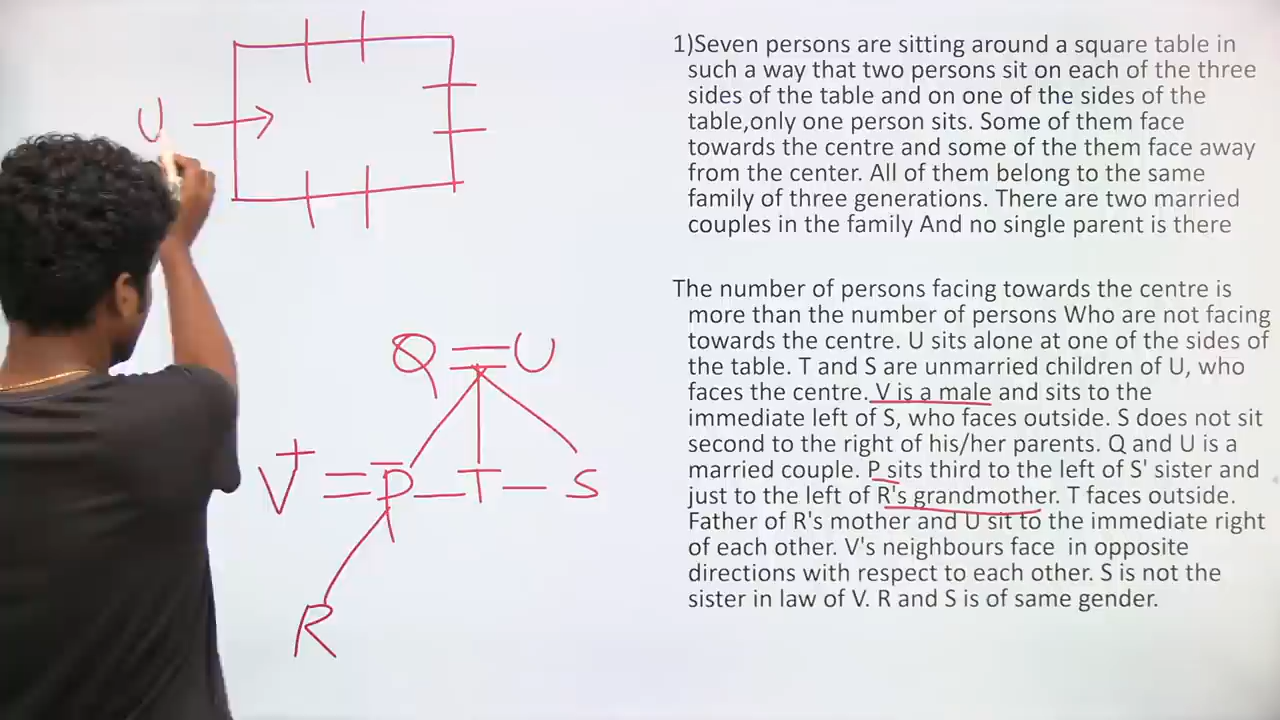 1)Seven persons are sitting around a square table in
such a way that two persons sit on each of the three
sides of the table and on one of the sides of the
table,only one person sits. Some of them face
towards the centre and some of the them face away
from the center. All of them belong to the same
family of three generations. There are two married
couples in the family And no single parent is there
The number of persons facing towards the centre is
more than the number of persons Who are not facing
towards the centre. U sits alone at one of the sides of
the table. T and S are unmarried children of U, who
faces the centre. V is a male and sits to the
immediate left of S, who faces outside. S does not sit
second to the right of his/her parents. Q and U is a
married couple. P sits third to the left of S' sister and
just to the left of R's grandmother. T faces outside.
Father of R's mother and U sit to the immediate right
of each other. V's neighbours face in opposite
directions with respect to each other. S is not the
sister in law of V. R and S is of same gender.
U
Q = U
V+ = P̅ – T – S
R